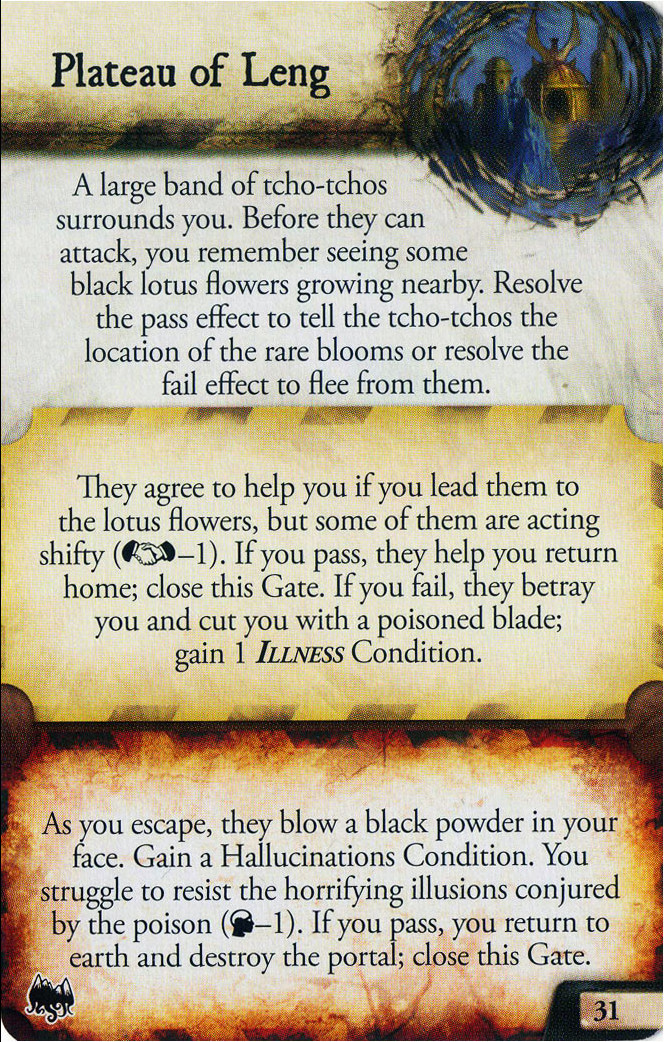 Plateau of Leng
A large band of tcho-tchos
surrounds you. Before they can
attack, you remember seeing some
black lotus flowers growing nearby. Resolve
the pass effect to tell the tcho-tchos the
location of the rare blooms or resolve the
fail effect to flee from them.
They agree to help you if you lead them to
the lotus flowers, but some of them are acting
shifty (–1). If you pass, they help you return
home; close this Gate. If you fail, they betray
you and cut you with a poisoned blade;
gain 1 ILLNESS Condition.
As you escape, they blow a black powder in your
face. Gain a Hallucinations Condition. You
struggle to resist the horrifying illusions conjured
by the poison (–1). If you pass, you return to
earth and destroy the portal; close this Gate.
31